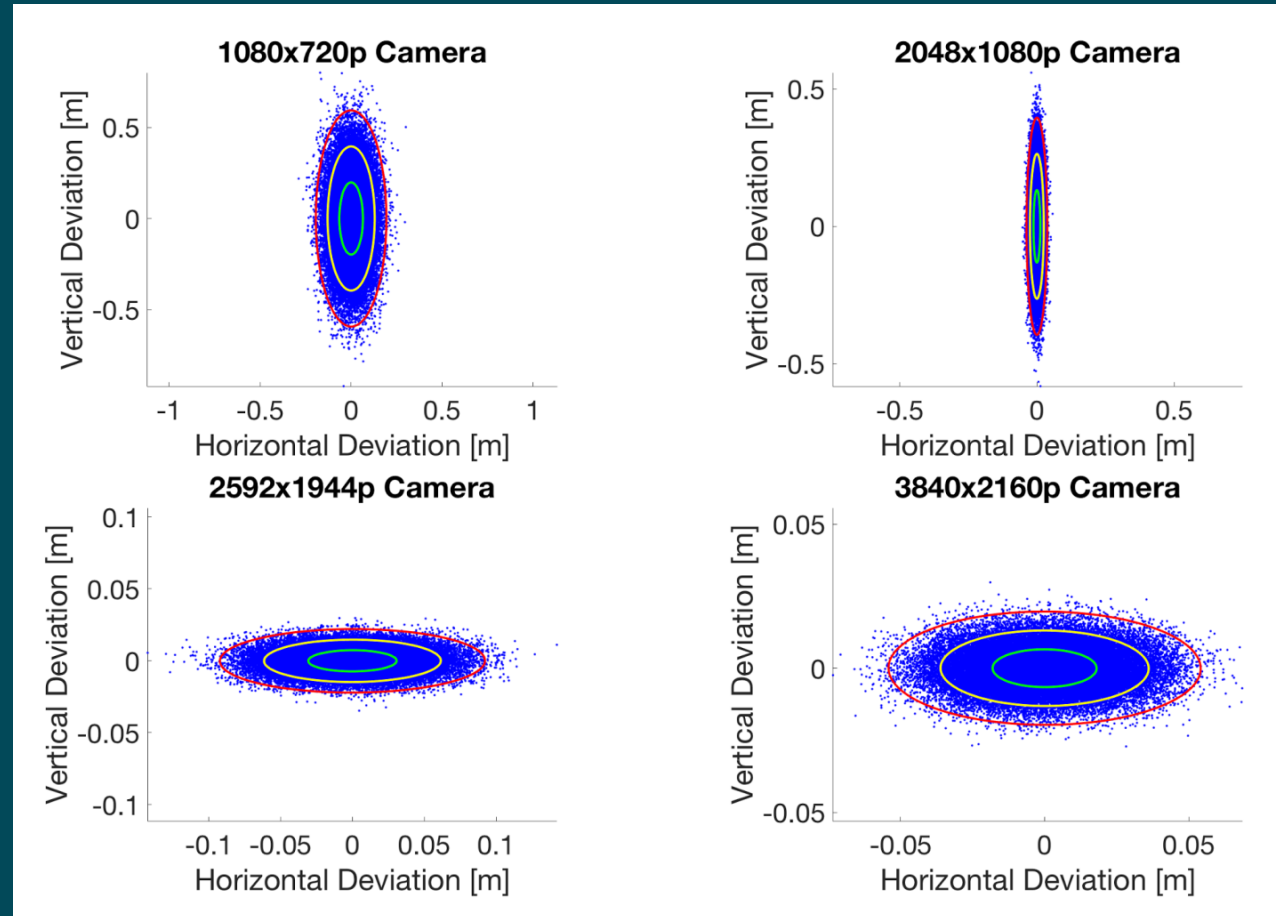 1080x720p Camera
Vertical Deviation [m]
0.5
0
-0.5
-1
-0.5
0
0.5
1
Horizontal Deviation [m]
2048x1080p Camera
Vertical Deviation [m]
0.5
0
-0.5
-0.5
0
0.5
Horizontal Deviation [m]
2592x1944p Camera
Vertical Deviation [m]
0.1
0.05
0
-0.05
-0.1
-0.1
-0.05
0
0.05
0.1
Horizontal Deviation [m]
3840x2160p Camera
Vertical Deviation [m]
0.05
0
-0.05
-0.05
0
0.05
Horizontal Deviation [m]